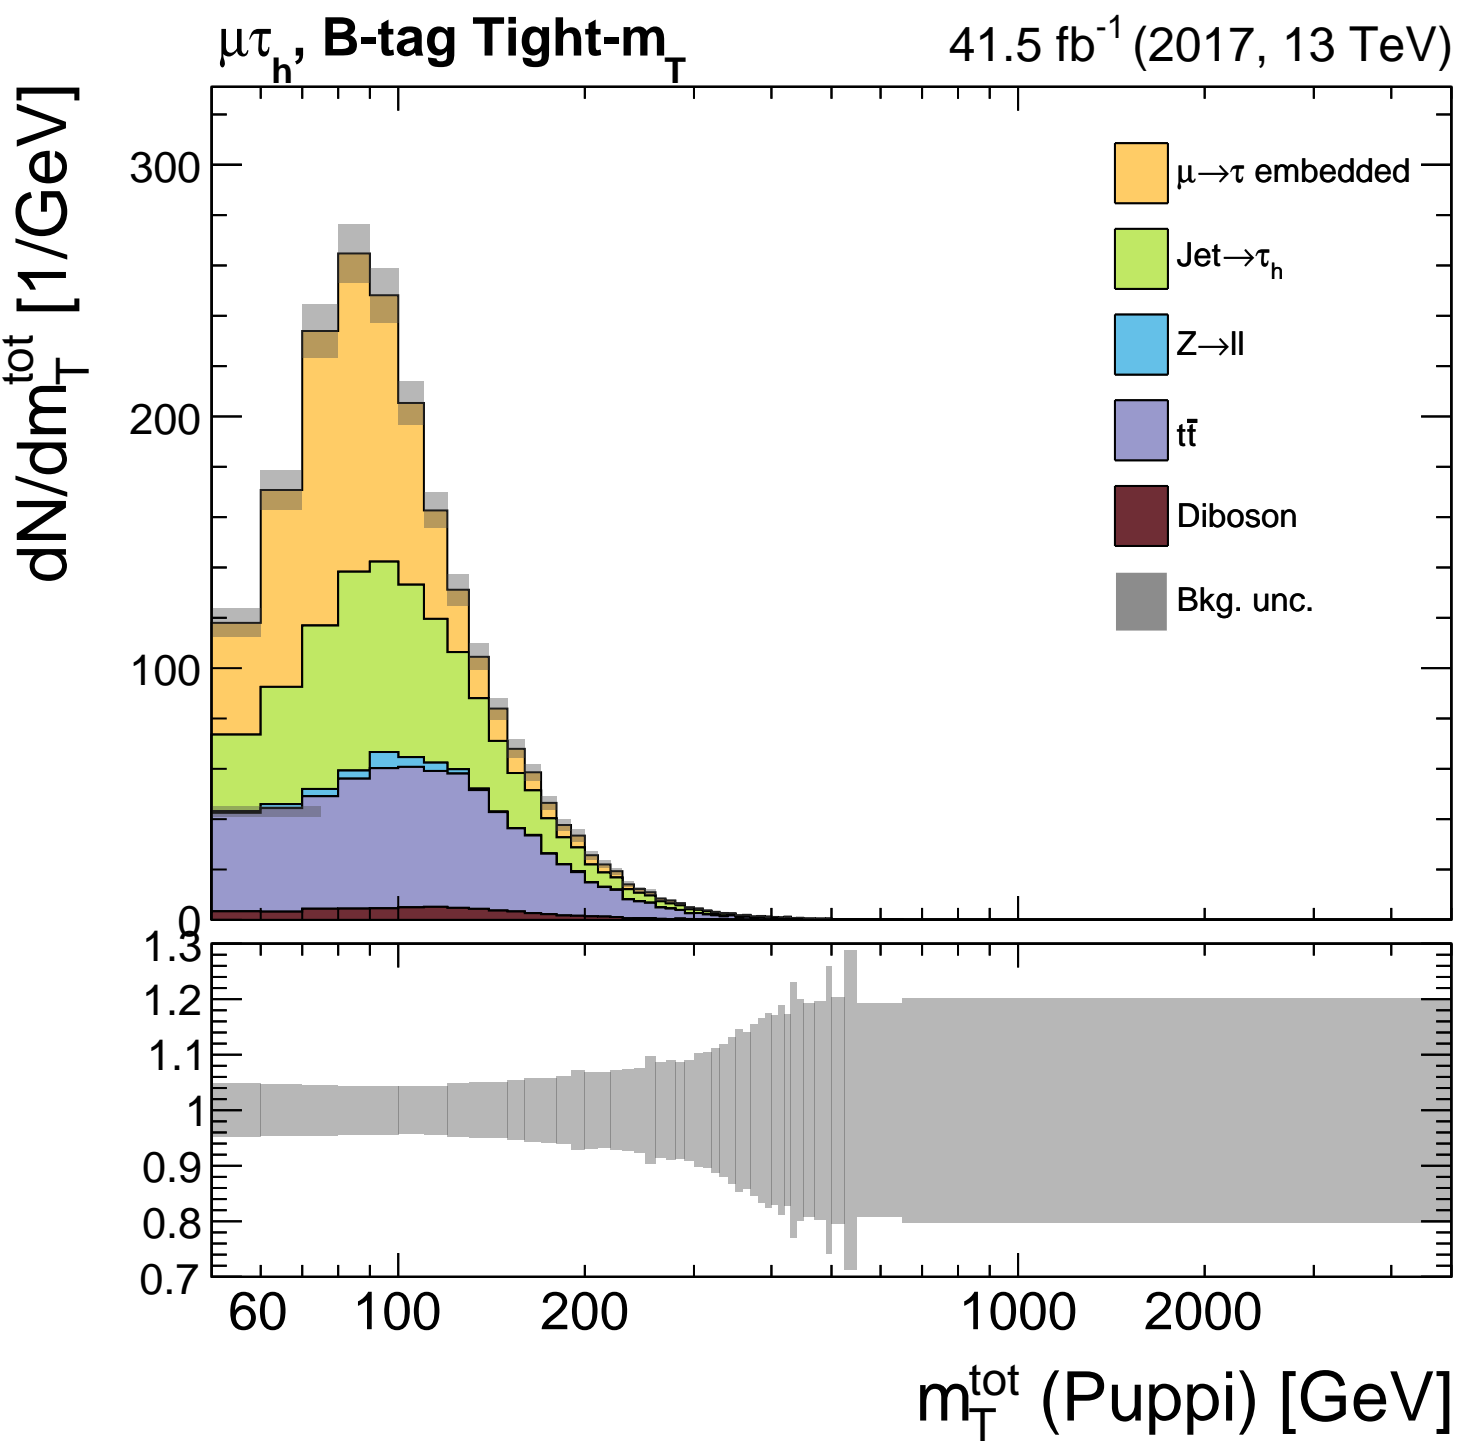 μτh, B-tag Tight-mT
41.5 fb-1 (2017, 13 TeV)
dN/dmTtot [1/GeV]
300
200
100
0
μ→τ embedded
Jet→τh
Z→ll
tt̄
Diboson
Bkg. unc.
1.3
1.2
1.1
1
0.9
0.8
0.7
60 100 200 1000 2000
mTtot (Puppi) [GeV]